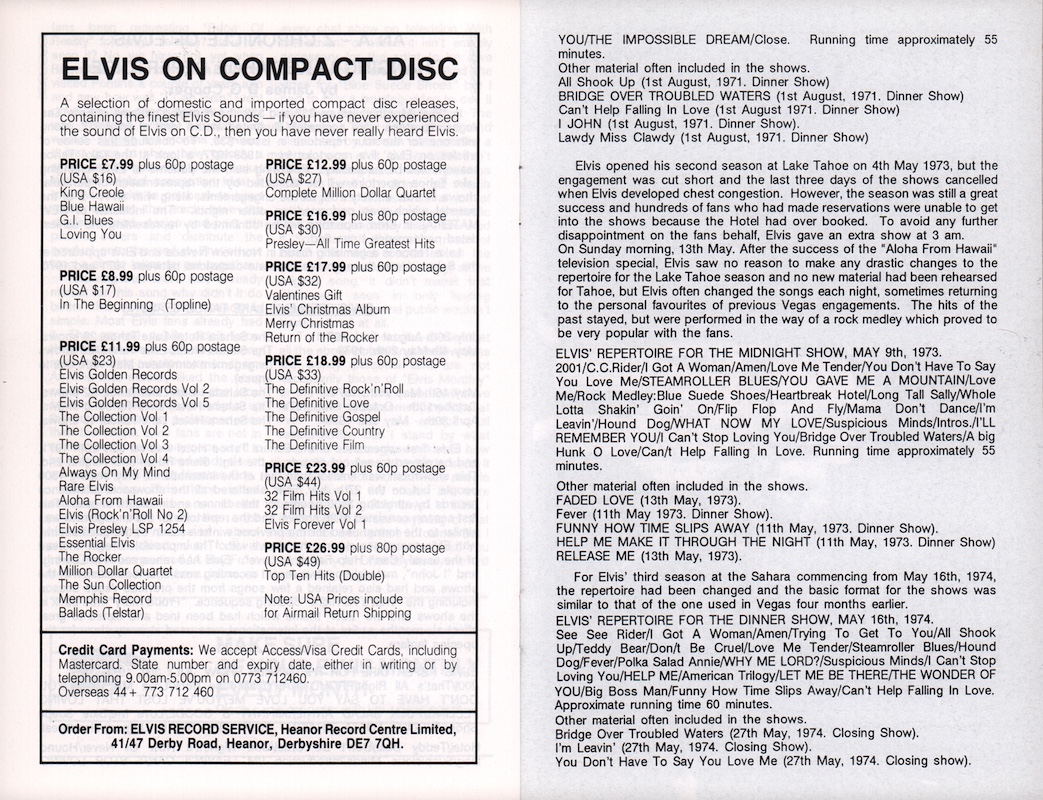 ELVIS ON COMPACT DISC
A selection of domestic and imported compact disc releases,
containing the finest Elvis Sounds — if you have never experienced
the sound of Elvis on C.D., then you have never really heard Elvis.
PRICE £7.99 plus 60p postage
(USA $16)
King Creole
Blue Hawaii
G.I. Blues
Loving You
PRICE £8.99 plus 60p postage
(USA $17)
In The Beginning (Topline)
PRICE £11.99 plus 60p postage
(USA $23)
Elvis Golden Records
Elvis Golden Records Vol 2
Elvis Golden Records Vol 5
The Collection Vol 1
The Collection Vol 2
The Collection Vol 3
The Collection Vol 4
Always On My Mind
Rare Elvis
Aloha From Hawaii
Elvis (Rock'n'Roll No 2)
Elvis Presley LSP 1254
Essential Elvis
The Rocker
Million Dollar Quartet
The Sun Collection
Memphis Record
Ballads (Telstar)
PRICE £12.99 plus 60p postage
(USA $27)
Complete Million Dollar Quartet
PRICE £16.99 plus 80p postage
(USA $30)
Presley—All Time Greatest Hits
PRICE £17.99 plus 60p postage
(USA $32)
Valentines Gift
Elvis' Christmas Album
Merry Christmas
Return of the Rocker
PRICE £18.99 plus 60p postage
(USA $33)
The Definitive Rock'n'Roll
The Definitive Love
The Definitive Gospel
The Definitive Country
The Definitive Film
PRICE £23.99 plus 60p postage
(USA $44)
32 Film Hits Vol 1
32 Film Hits Vol 2
Elvis Forever Vol 1
PRICE £26.99 plus 80p postage
(USA $49)
Top Ten Hits (Double)
Note: USA Prices include
for Airmail Return Shipping
Credit Card Payments: We accept Access/Visa Credit Cards, including
Mastercard. State number and expiry date, either in writing or by
telephoning 9.00am-5.00pm on 0773 712460.
Overseas 44+ 773 712 460
Order From: ELVIS RECORD SERVICE, Heanor Record Centre Limited,
41/47 Derby Road, Heanor, Derbyshire DE7 7QH.
YOU/THE IMPOSSIBLE DREAM/Close. Running time approximately 55
minutes.
Other material often included in the shows.
All Shook Up (1st August, 1971. Dinner Show)
BRIDGE OVER TROUBLED WATERS (1st August, 1971. Dinner Show)
Can't Help Falling In Love (1st August 1971. Dinner Show)
I JOHN (1st August, 1971. Dinner Show).
Lawdy Miss Clawdy (1st August, 1971. Dinner Show)
Elvis opened his second season at Lake Tahoe on 4th May 1973, but the
engagement was cut short and the last three days of the shows cancelled
when Elvis developed chest congestion. However, the season was still a great
success and hundreds of fans who had made reservations were unable to get
into the shows because the Hotel had over booked. To avoid any further
disappointment on the fans behalf, Elvis gave an extra show at 3 am.
On Sunday morning, 13th May. After the success of the "Aloha From Hawaii"
television special, Elvis saw no reason to make any drastic changes to the
repertoire for the Lake Tahoe season and no new material had been rehearsed
for Tahoe, but Elvis often changed the songs each night, sometimes returning
to the personal favourites of previous Vegas engagements. The hits of the
past stayed, but were performed in the way of a rock medley which proved to
be very popular with the fans.
ELVIS' REPERTOIRE FOR THE MIDNIGHT SHOW, MAY 9th, 1973.
2001/C.C.Rider/I Got A Woman/Amen/Love Me Tender/You Don't Have To Say
You Love Me/STEAMROLLER BLUES/YOU GAVE ME A MOUNTAIN/Love
Me/Rock Medley:Blue Suede Shoes/Heartbreak Hotel/Long Tall Sally/Whole
Lotta Shakin' Goin' On/Flip Flop And Fly/Mama Don't Dance/I'm
Leavin'/Hound Dog/WHAT NOW MY LOVE/Suspicious Minds/Intros./I'LL
REMEMBER YOU/I Can't Stop Loving You/Bridge Over Troubled Waters/A big
Hunk O Love/Can/t Help Falling In Love. Running time approximately 55
minutes.
Other material often included in the shows.
FADED LOVE (13th May, 1973).
Fever (11th May 1973. Dinner Show).
FUNNY HOW TIME SLIPS AWAY (11th May, 1973. Dinner Show).
HELP ME MAKE IT THROUGH THE NIGHT (11th May, 1973. Dinner Show)
RELEASE ME (13th May, 1973).
For Elvis' third season at the Sahara commencing from May 16th, 1974,
the repertoire had been changed and the basic format for the shows was
similar to that of the one used in Vegas four months earlier.
ELVIS' REPERTOIRE FOR THE DINNER SHOW, MAY 16th, 1974.
See See Rider/I Got A Woman/Amen/Trying To Get To You/All Shook
Up/Teddy Bear/Don/t Be Cruel/Love Me Tender/Steamroller Blues/Hound
Dog/Fever/Polka Salad Annie/WHY ME LORD?/Suspicious Minds/I Can't Stop
Loving You/HELP ME/American Trilogy/LET ME BE THERE/THE WONDER OF
YOU/Big Boss Man/Funny How Time Slips Away/Can't Help Falling In Love.
Approximate running time 60 minutes.
Other material often included in the shows.
Bridge Over Troubled Waters (27th May, 1974. Closing Show).
I'm Leavin' (27th May, 1974. Closing Show).
You Don't Have To Say You Love Me (27th May, 1974. Closing show).